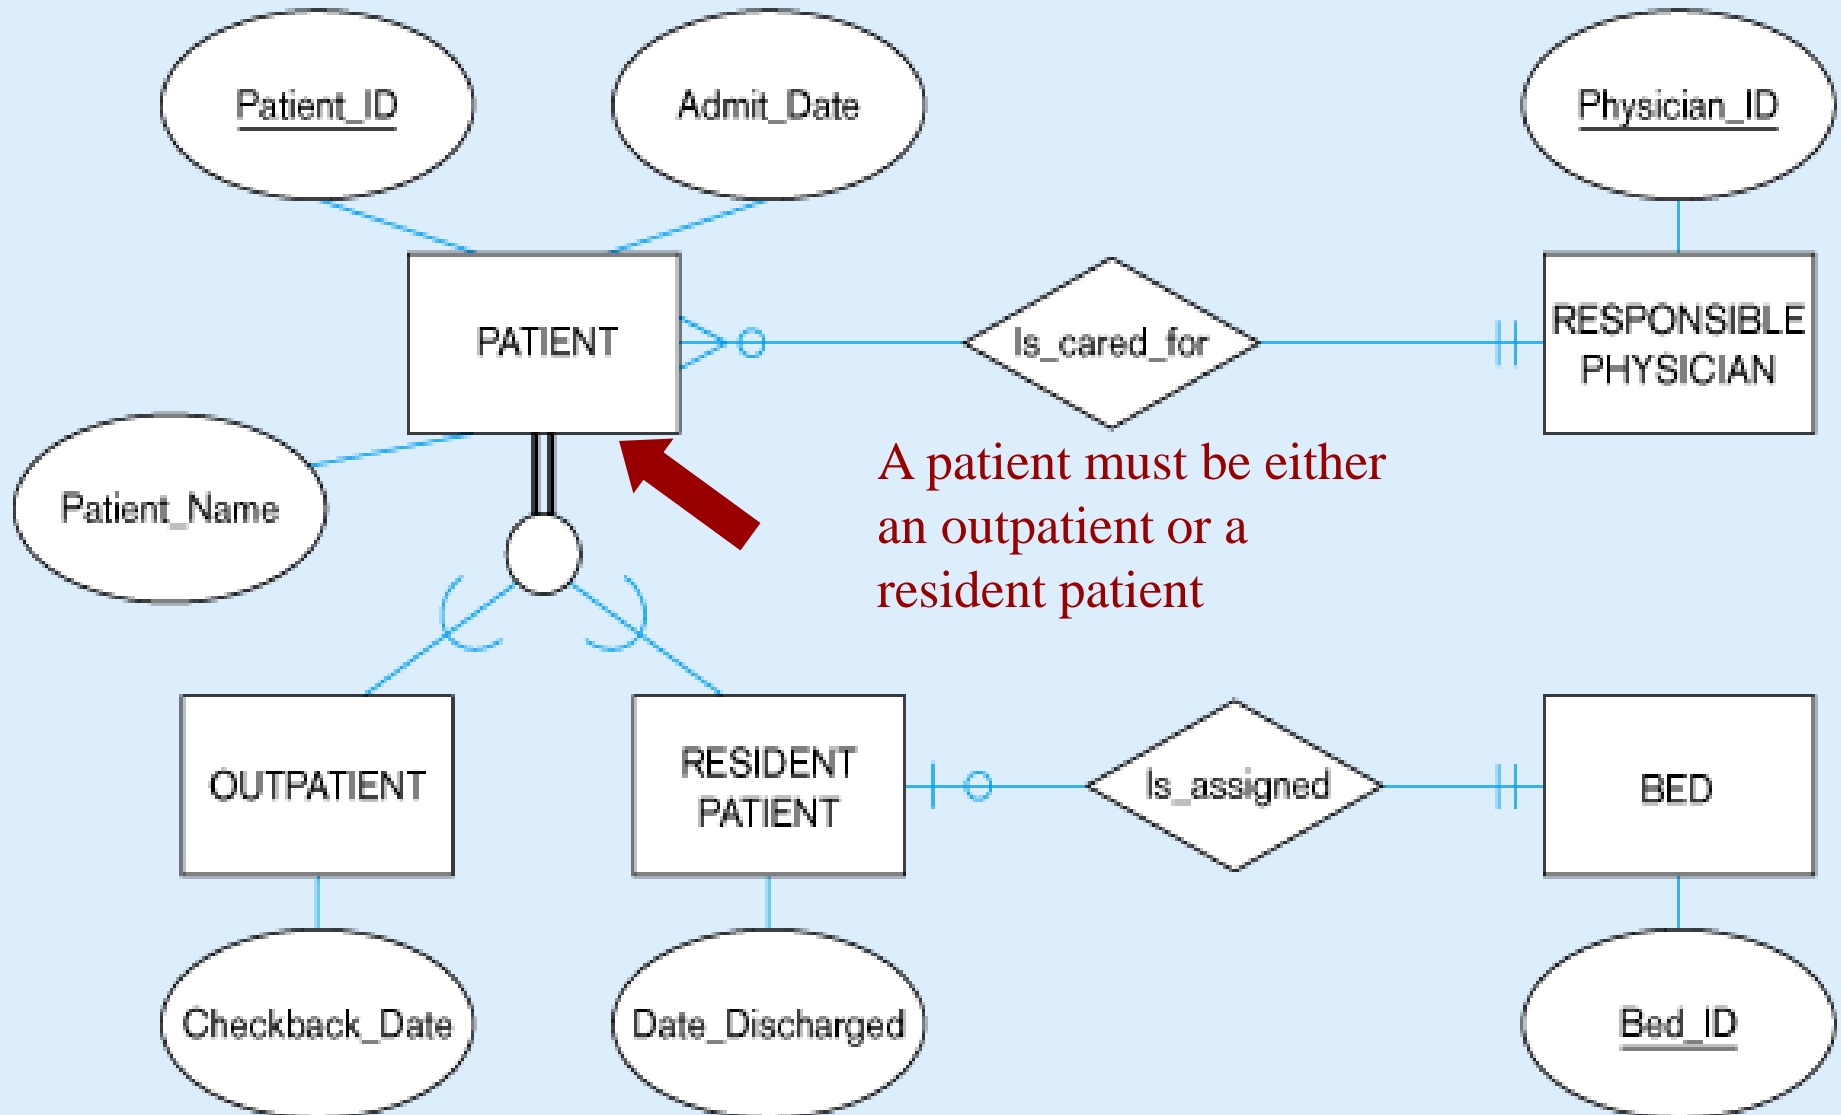 Patient_ID
Admit_Date
Physician_ID
PATIENT
Is_cared_for
RESPONSIBLE
PHYSICIAN
Patient_Name
A patient must be either
an outpatient or a
resident patient
OUTPATIENT
RESIDENT
PATIENT
Is_assigned
BED
Checkback_Date
Date_Discharged
Bed_ID